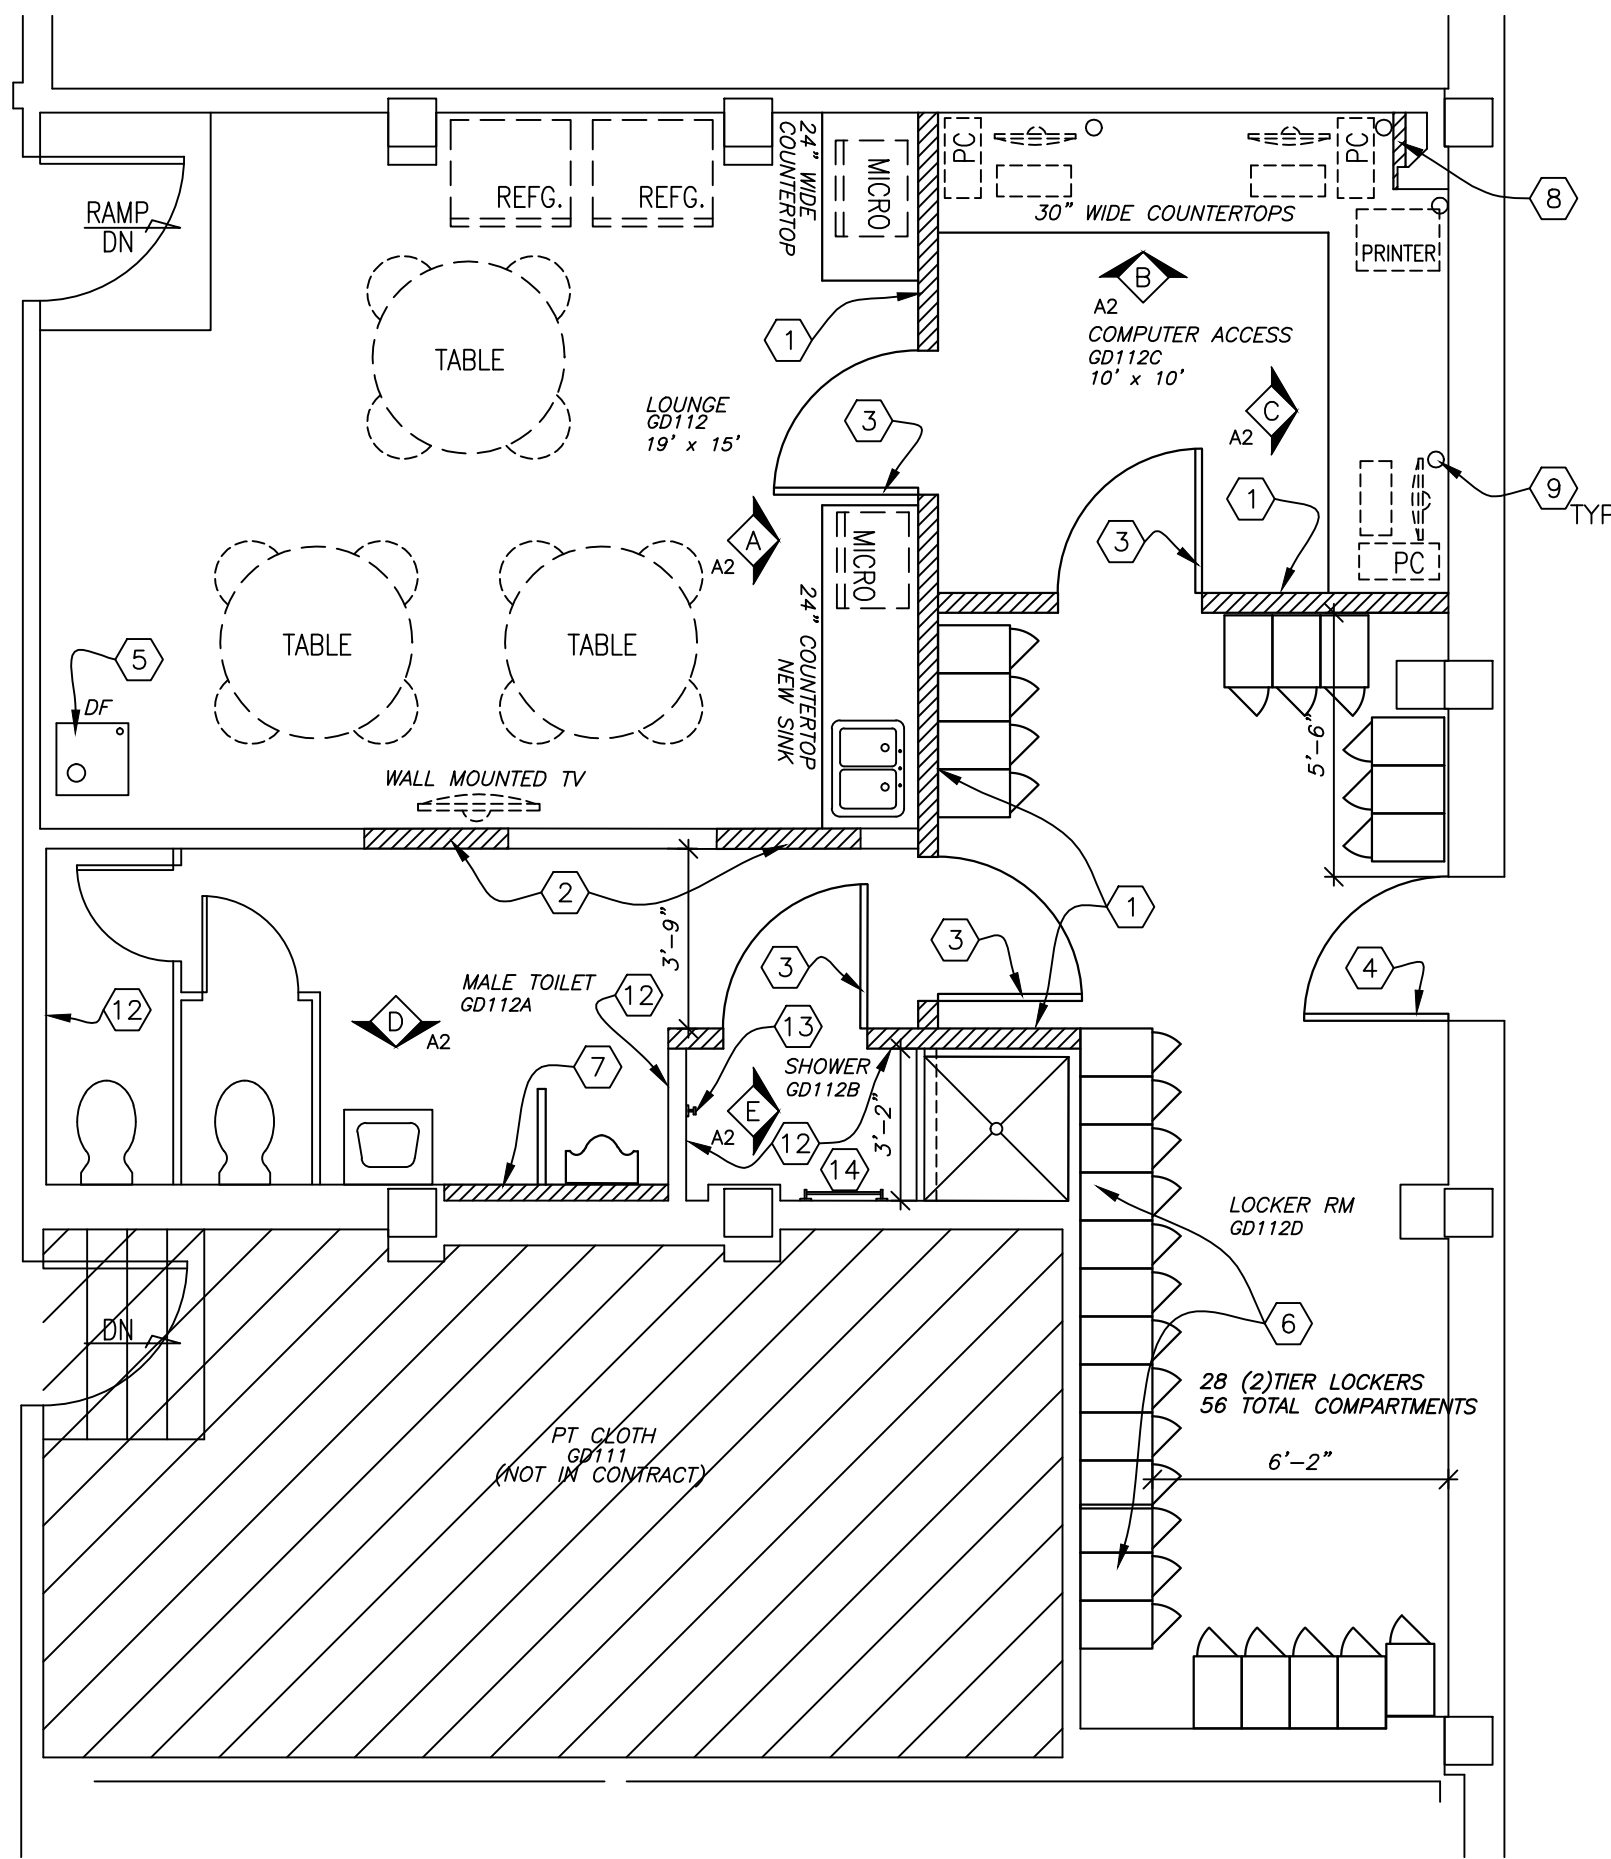 RAMP
DN
REFG.
REFG.
24" WIDE
COUNTERTOP
MICRO
PC
PC
30" WIDE COUNTERTOPS
8
PRINTER
B
A2
COMPUTER ACCESS
GD112C
10' x 10'
1
TABLE
LOUNGE
GD112
19' x 15'
3
C
A2
1
9
TYP
3
PC
A
A2
MICRO
24" COUNTERTOP
NEW SINK
TABLE
TABLE
5
DF
WALL MOUNTED TV
5'-6"
2
3'-9"
1
3
3
4
MALE TOILET
GD112A
12
12
D
A2
13
7
SHOWER
GD112B
E
A2
12
3'-2"
14
LOCKER RM
GD112D
6
DN
28 (2)TIER LOCKERS
56 TOTAL COMPARTMENTS
6'-2"
PT CLOTH
GD111
(NOT IN CONTRACT)